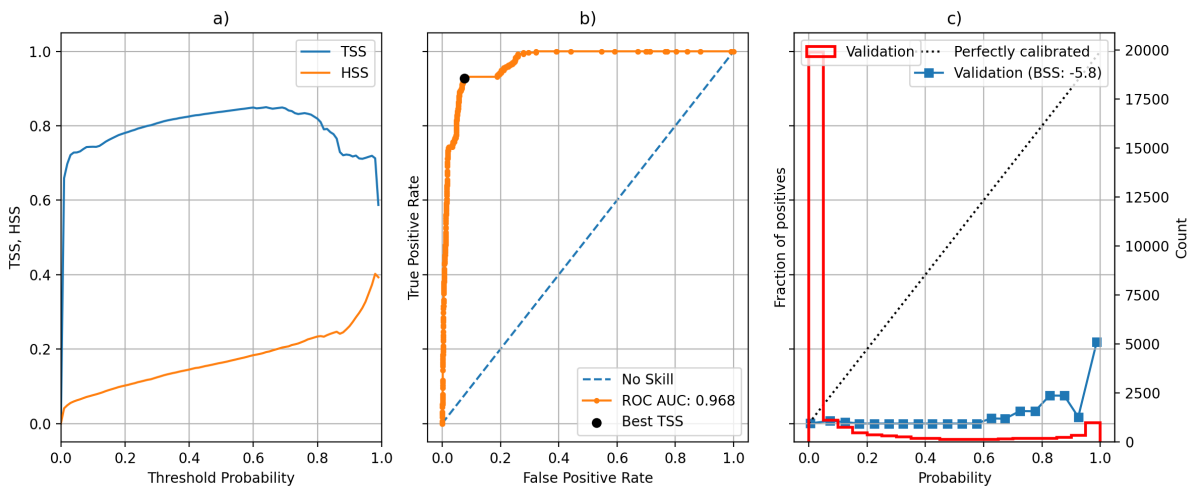 a)
TSS
HSS
1.0
0.8
0.6
0.4
0.2
0.0
TSS, HSS
0.0 0.2 0.4 0.6 0.8 1.0
Threshold Probability
b)
True Positive Rate
No Skill
ROC AUC: 0.968
Best TSS
0.0 0.2 0.4 0.6 0.8 1.0
False Positive Rate
c)
Validation
Perfectly calibrated
Validation (BSS: -5.8)
Fraction of positives
20000
17500
15000
12500
10000
7500
5000
2500
0
Count
0.0 0.2 0.4 0.6 0.8 1.0
Probability